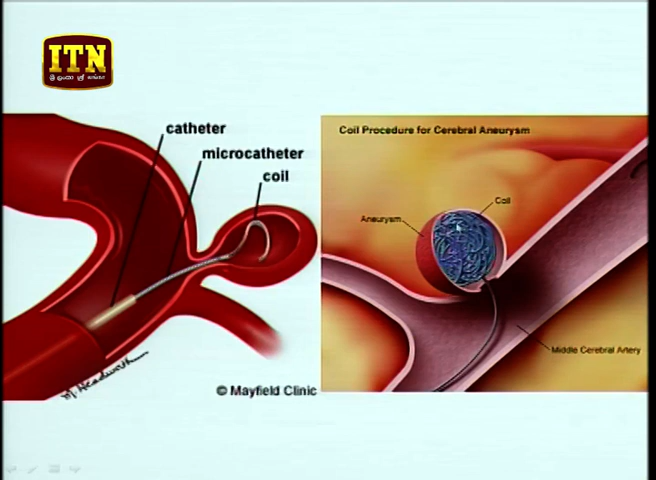 ITN
ශ්‍රී ලංකා ශ්‍රී ලංකා
catheter
microcatheter
coil
© Mayfield Clinic
Coil Procedure for Cerebral Aneurysm
Coil
Aneurysm
Middle Cerebral Artery